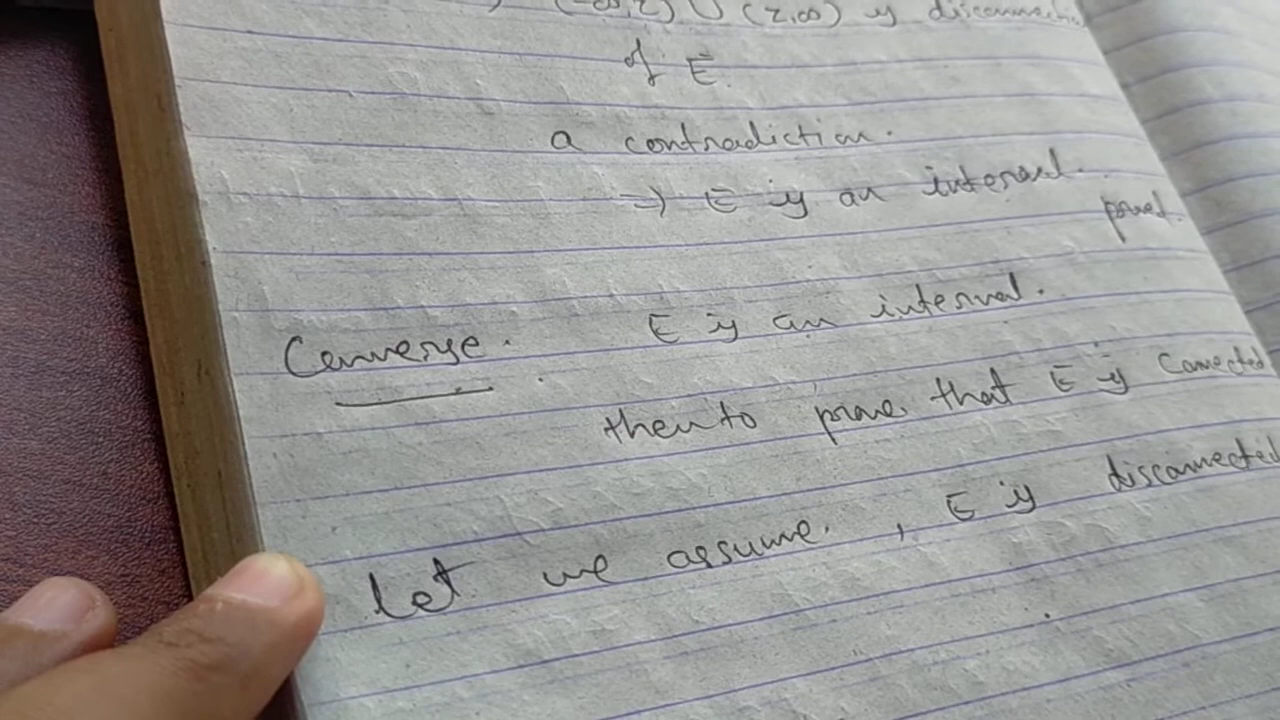 (-∞,z) ∪ (z,∞) is disconnection
of E.
a contradiction.
=> E is an interval.
proved.
Converse. E is an interval.
then to prove that E is Connected
let we assume. , E is disconnected